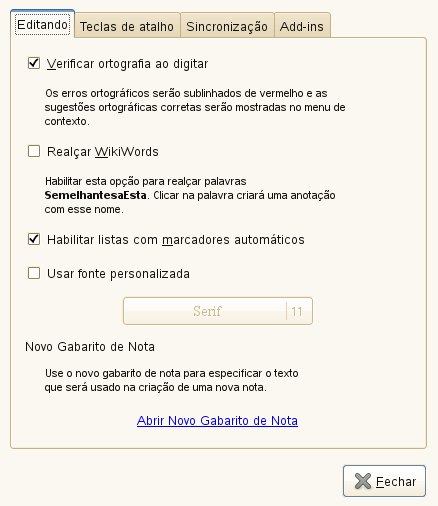 Editando
Teclas de atalho
Sincronização
Add-ins
Verificar ortografia ao digitar
Os erros ortográficos serão sublinhados de vermelho e as
sugestões ortográficas corretas serão mostradas no menu de
contexto.
Realçar WikiWords
Habilitar esta opção para realçar palavras
SemelhantesaEsta. Clicar na palavra criará uma anotação
com esse nome.
Habilitar listas com marcadores automáticos
Usar fonte personalizada
Serif 11
Novo Gabarito de Nota
Use o novo gabarito de nota para especificar o texto
que será usado na criação de uma nova nota.
Abrir Novo Gabarito de Nota
Fechar